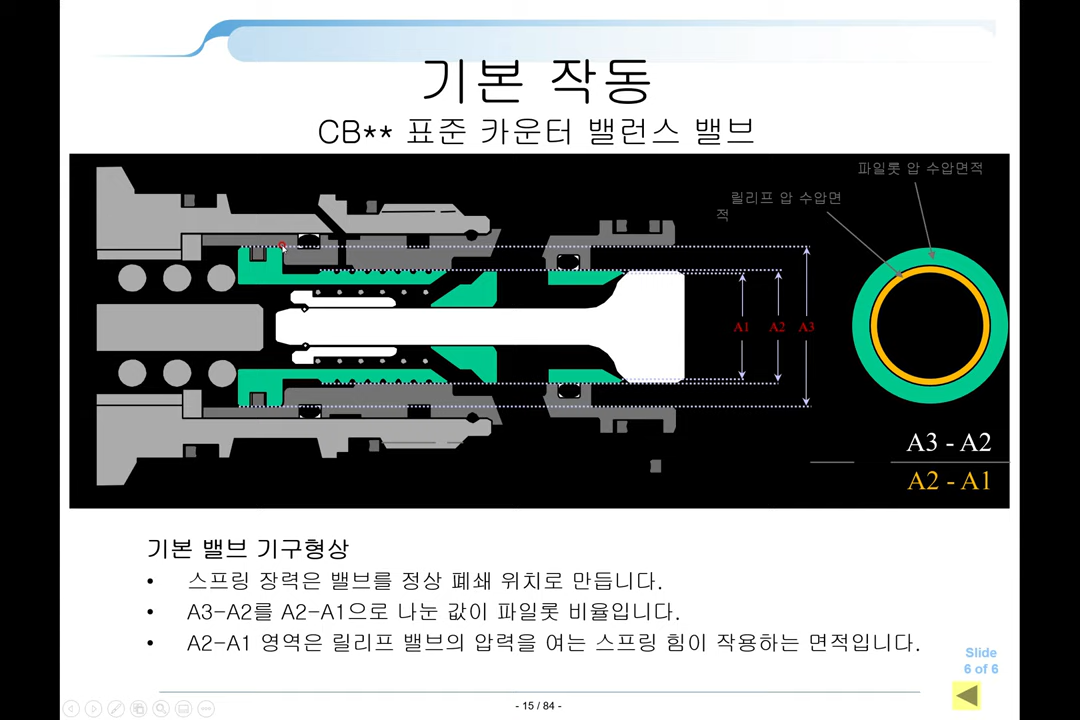 기본 작동
CB** 표준 카운터 밸런스 밸브
파일롯 압 수압면적
릴리프 압 수압면
적
A1
A2
A3
A3 - A2
A2 - A1
기본 밸브 기구형상
• 스프링 장력은 밸브를 정상 폐쇄 위치로 만듭니다.
• A3-A2를 A2-A1으로 나눈 값이 파일롯 비율입니다.
• A2-A1 영역은 릴리프 밸브의 압력을 여는 스프링 힘이 작용하는 면적입니다.
Slide
6 of 6
- 15 / 84 -